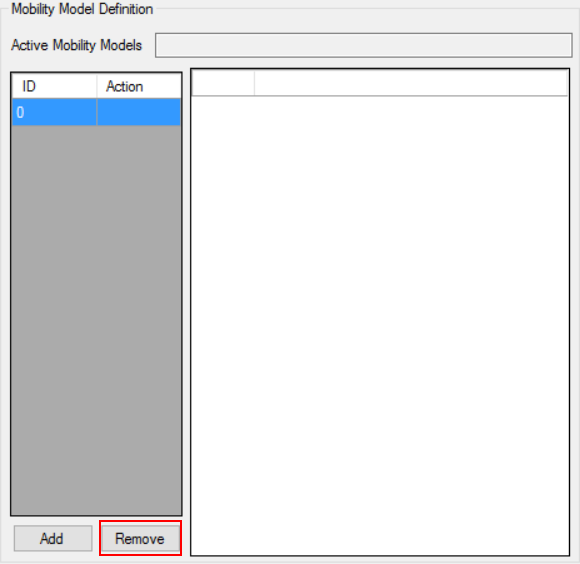 Mobility Model Definition
Active Mobility Models
ID Action
0
Add Remove